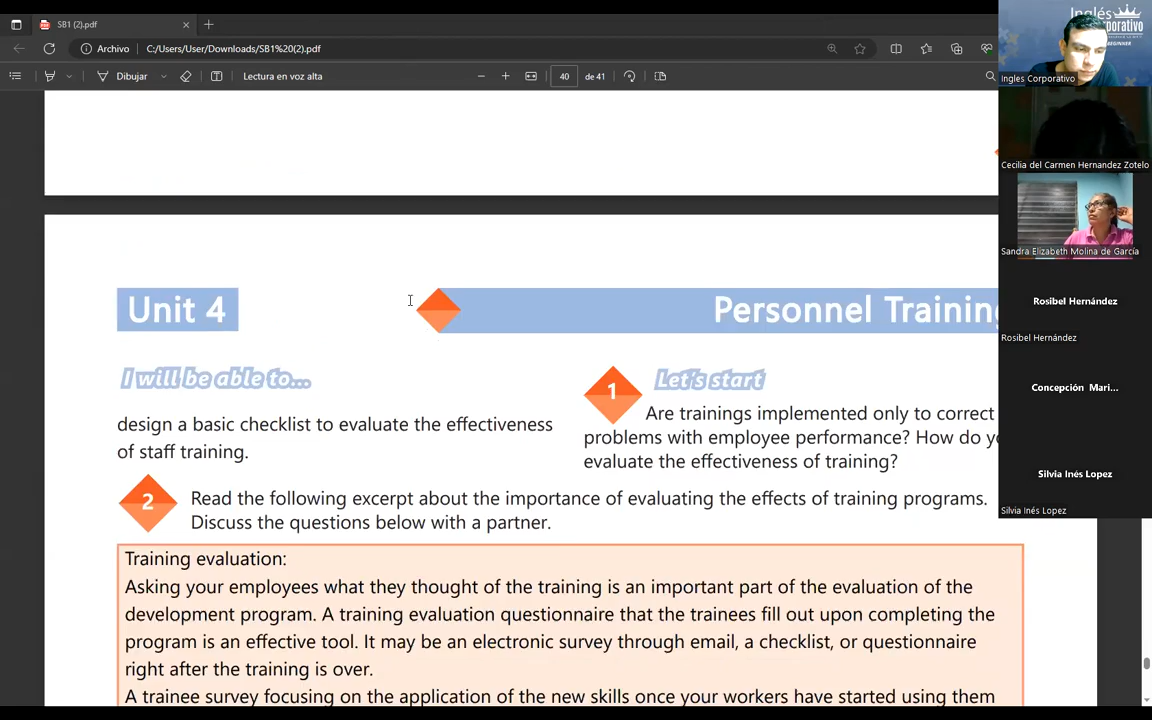 SB1 (2).pdf
Archivo
C:/Users/User/Downloads/SB1%20(2).pdf
Dibujar
Lectura en voz alta
40
de 41
Inglés
BEGINNER
Ingles Corporativo
Cecilia del Carmen Hernandez Zotelo
Sandra Elizabeth Molina de García
Rosibel Hernández
Rosibel Hernández
Concepción Mari...
Silvia Inés Lopez
Silvia Inés Lopez
Unit 4
Personnel Training
I will be able to...
design a basic checklist to evaluate the effectiveness
of staff training.
1
Let's start
Are trainings implemented only to correct
problems with employee performance? How do yo
evaluate the effectiveness of training?
2
Read the following excerpt about the importance of evaluating the effects of training programs.
Discuss the questions below with a partner.
Training evaluation:
Asking your employees what they thought of the training is an important part of the evaluation of the
development program. A training evaluation questionnaire that the trainees fill out upon completing the
program is an effective tool. It may be an electronic survey through email, a checklist, or questionnaire
right after the training is over.
A trainee survey focusing on the application of the new skills once your workers have started using them